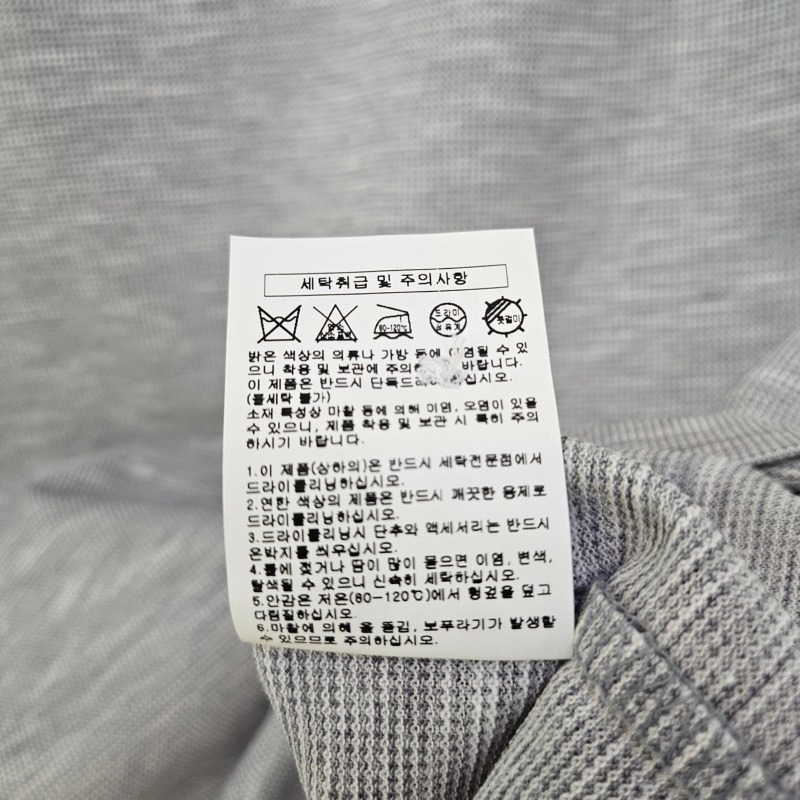 세탁취급 및 주의사항
80-120℃
드라이
석유계
옷걸이
밝은 색상의 의류나 가방 등에 이염될 수 있
으니 착용 및 보관에 주의 바랍니다.
이 제품은 반드시 단독드라이하십시오.
(물세탁 불가)
소재 특성상 마찰 등에 의해 이염, 오염이 있을
수 있으니, 제품 착용 및 보관 시 특히 주의
하시기 바랍니다.
1.이 제품(상하의)은 반드시 세탁전문점에서
드라이클리닝하십시오.
2.연한 색상의 제품은 반드시 깨끗한 용제로
드라이클리닝하십시오.
3.드라이클리닝시 단추와 액세서리는 반드시
은박지를 씌우십시오.
4.물에 젖거나 땀이 많이 묻으면 이염, 변색,
탈색될 수 있으니 신속히 세탁하십시오.
5.안감은 저온(80-120℃)에서 헝겊을 덮고
다림질하십시오.
6.마찰에 의해 올 뜯김, 보푸라기가 발생할
수 있으므로 주의하십시오.